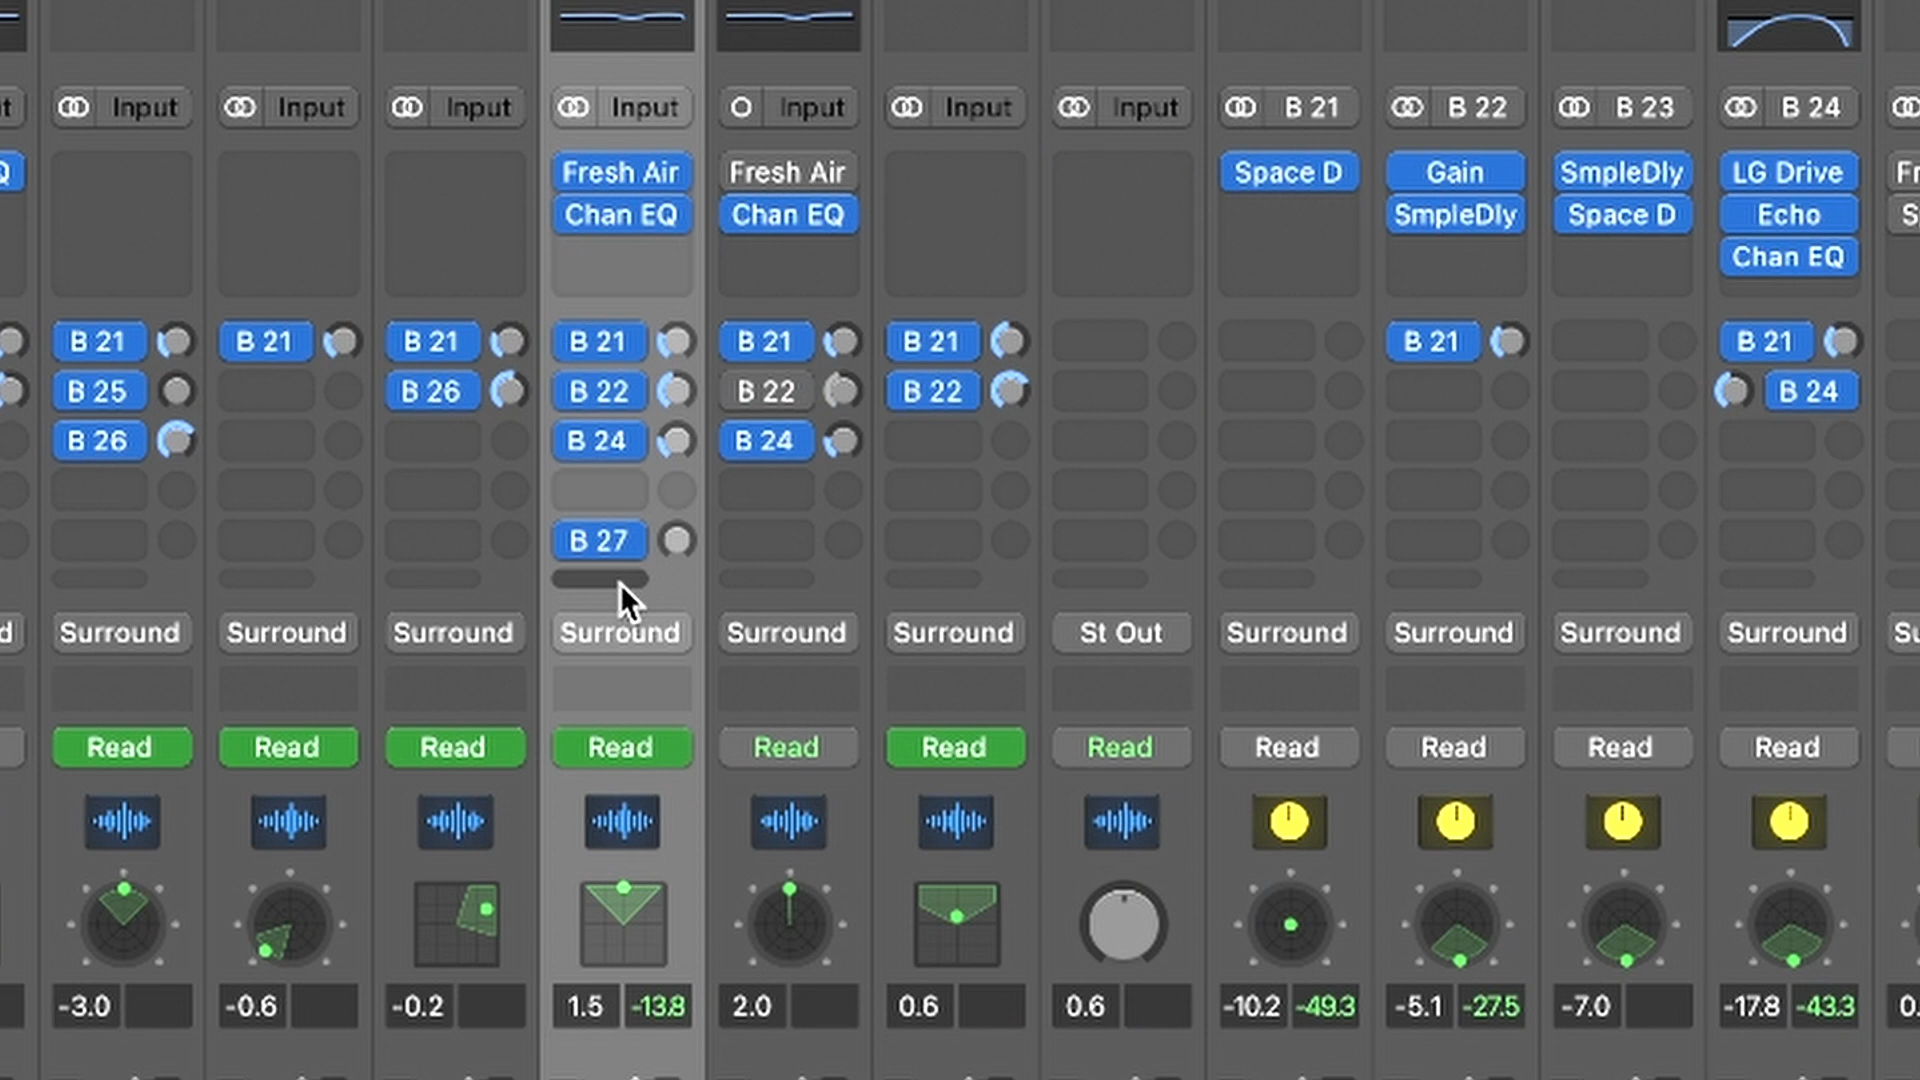 Input Input Input Input Input Input Input B 21 B 22 B 23 B 24
Fresh Air Fresh Air Space D Gain SmpleDly LG Drive
Chan EQ Chan EQ SmpleDly Space D Echo
Chan EQ
B 21 B 21 B 21 B 21 B 21 B 21 B 21 B 21
B 25 B 26 B 22 B 22 B 22 B 24
B 26 B 24 B 24
B 27
Surround Surround Surround Surround Surround Surround St Out Surround Surround Surround Surround
Read Read Read Read Read Read Read Read Read Read Read
-3.0 -0.6 -0.2 1.5 -13.8 2.0 0.6 0.6 -10.2 -49.3 -5.1 -27.5 -7.0 -17.8 -43.3